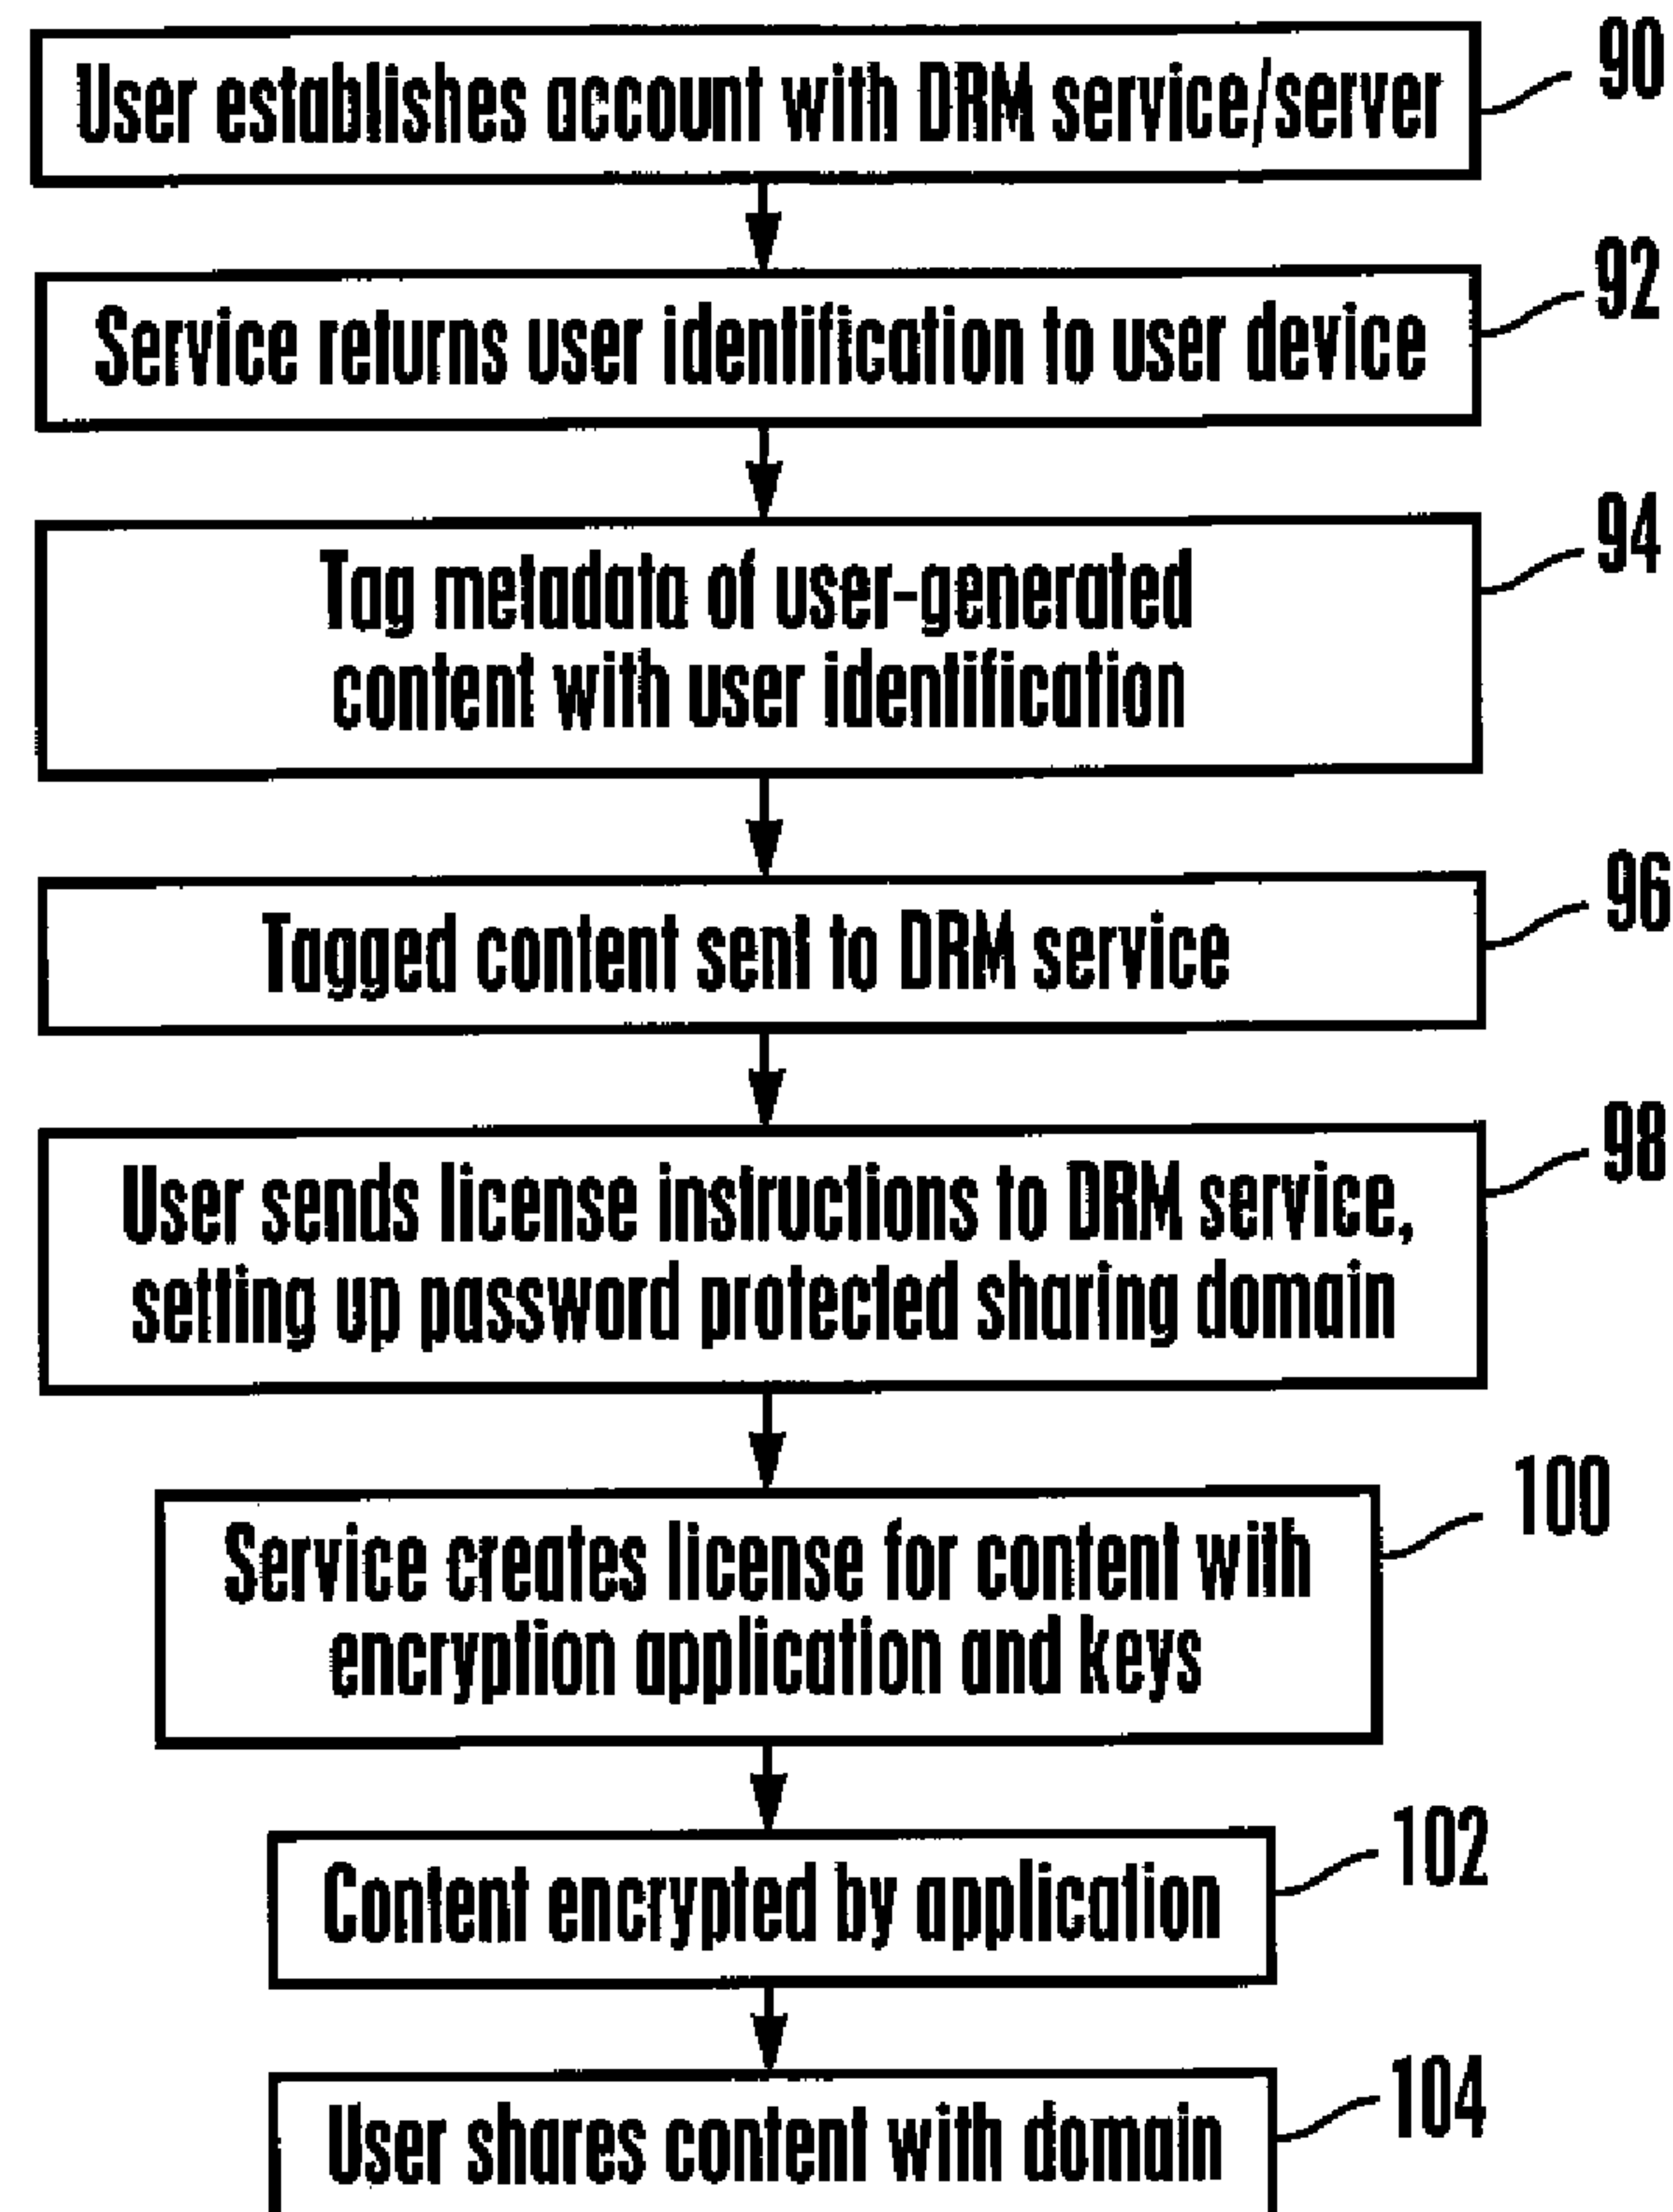 User establishes account with DRM service/server
90
Service returns user identification to user device
92
Tag metadata of user-generated
content with user identification
94
Tagged content sent to DRM service
96
User sends license instructions to DRM service,
setting up password protected sharing domain
98
Service creates license for content with
encryption application and keys
100
Content encrypted by application
102
User shares content with domain
104